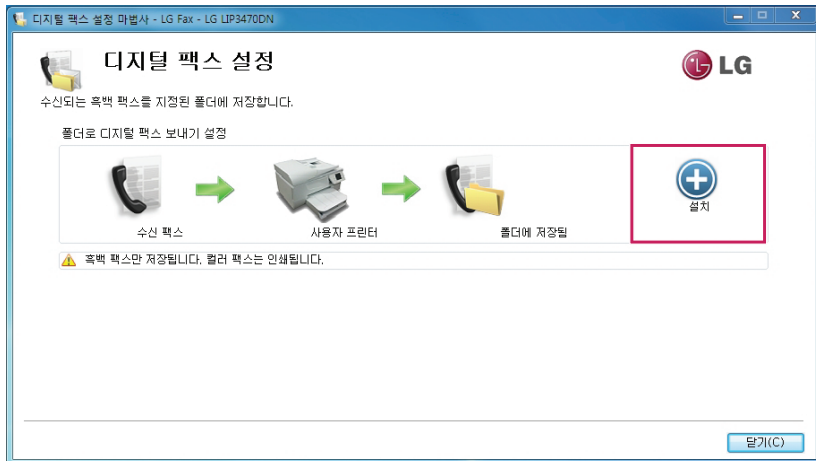 디지털 팩스 설정 마법사 - LG Fax - LG LIP3470DN
디지털 팩스 설정
LG
수신되는 흑백 팩스를 지정된 폴더에 저장합니다.
폴더로 디지털 팩스 보내기 설정
수신 팩스
사용자 프린터
폴더에 저장됨
설치
흑백 팩스만 저장됩니다. 컬러 팩스는 인쇄됩니다.
닫기(C)